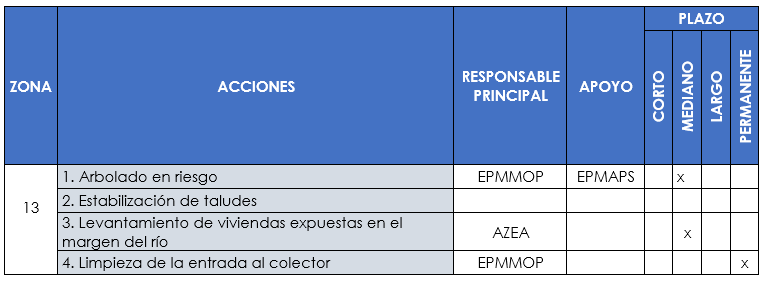 PLAZO
ZONA ACCIONES RESPONSABLE PRINCIPAL APOYO CORTO MEDIANO LARGO PERMANENTE
13
1. Arbolado en riesgo EPMMOP EPMAPS x
2. Estabilización de taludes
3. Levantamiento de viviendas expuestas en el
margen del río AZEA x
4. Limpieza de la entrada al colector EPMMOP x